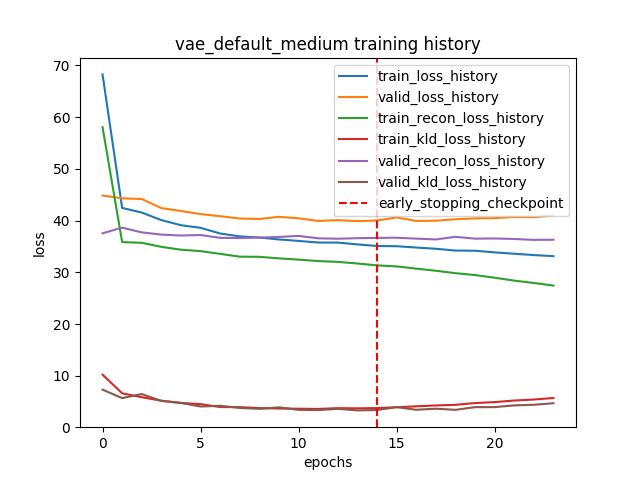 vae_default_medium training history
70
60
50
40
30
20
10
0
loss
train_loss_history
valid_loss_history
train_recon_loss_history
train_kld_loss_history
valid_recon_loss_history
valid_kld_loss_history
early_stopping_checkpoint
0 5 10 15 20
epochs